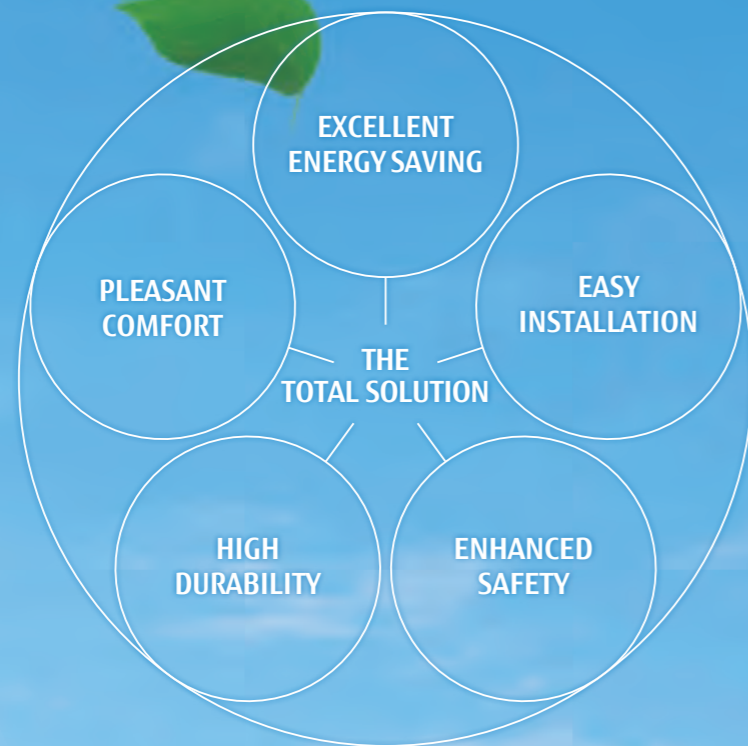 EXCELLENT
ENERGY SAVING
PLEASANT
COMFORT
EASY
INSTALLATION
THE
TOTAL SOLUTION
HIGH
DURABILITY
ENHANCED
SAFETY